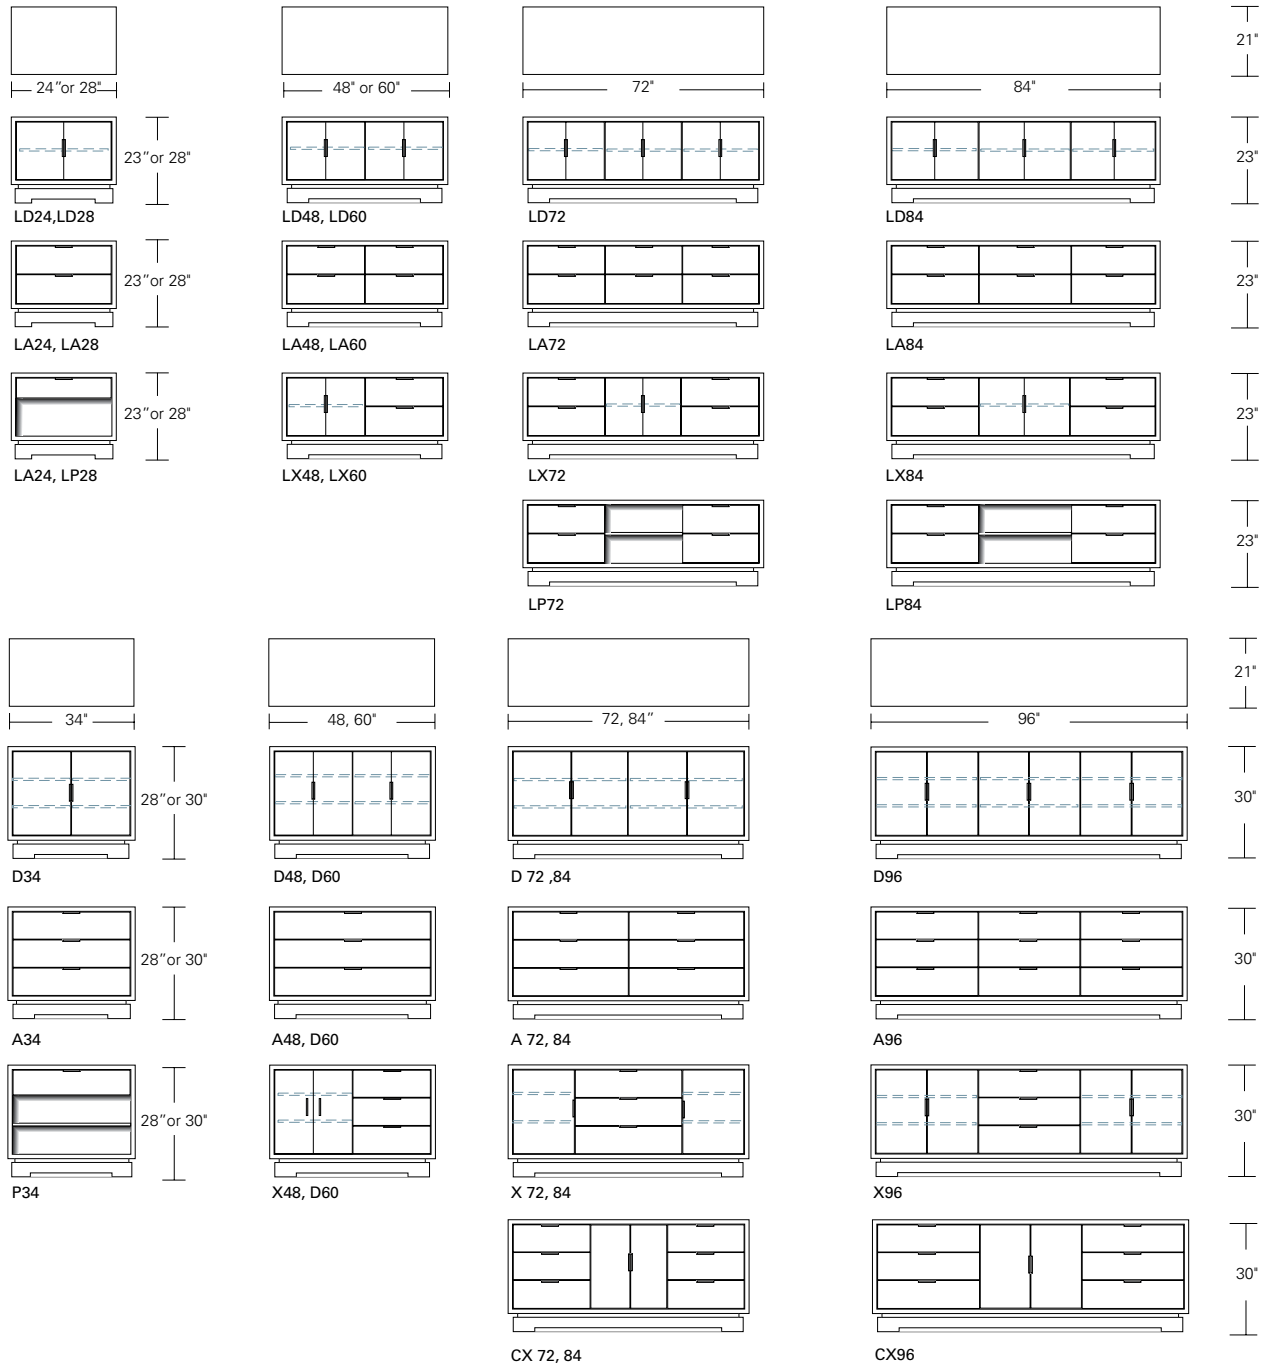 21"
24"or 28"
48" or 60"
72"
84"
23"or 28"
23"
LD24,LD28
LD48, LD60
LD72
LD84
23"or 28"
23"
LA24, LA28
LA48, LA60
LA72
LA84
23"or 28"
23"
LA24, LP28
LX48, LX60
LX72
LX84
23"
LP72
LP84
21"
34"
48, 60"
72, 84"
96"
28"or 30"
30"
D34
D48, D60
D 72 ,84
D96
28"or 30"
30"
A34
A48, D60
A 72, 84
A96
28"or 30"
30"
P34
X48, D60
X 72, 84
X96
30"
CX 72, 84
CX96